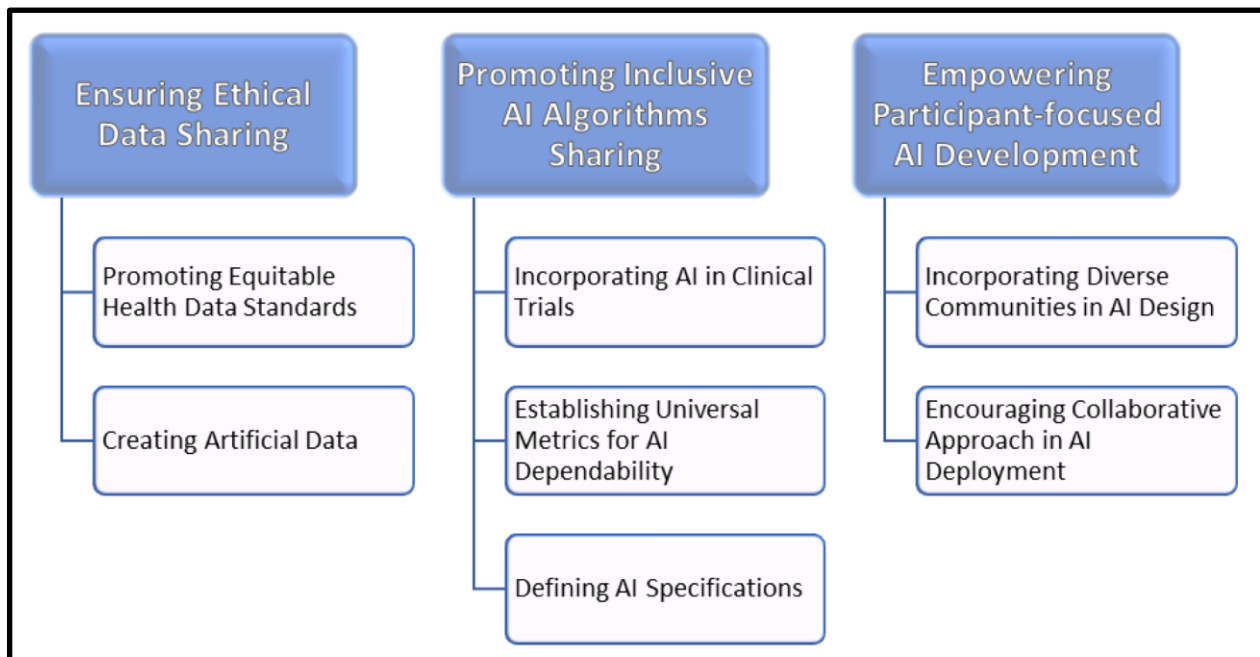 Ensuring Ethical
Data Sharing
Promoting Equitable
Health Data Standards
Creating Artificial Data
Promoting Inclusive
AI Algorithms
Sharing
Incorporating AI in Clinical
Trials
Establishing Universal
Metrics for AI
Dependability
Defining AI Specifications
Empowering
Participant-focused
AI Development
Incorporating Diverse
Communities in AI Design
Encouraging Collaborative
Approach in AI
Deployment